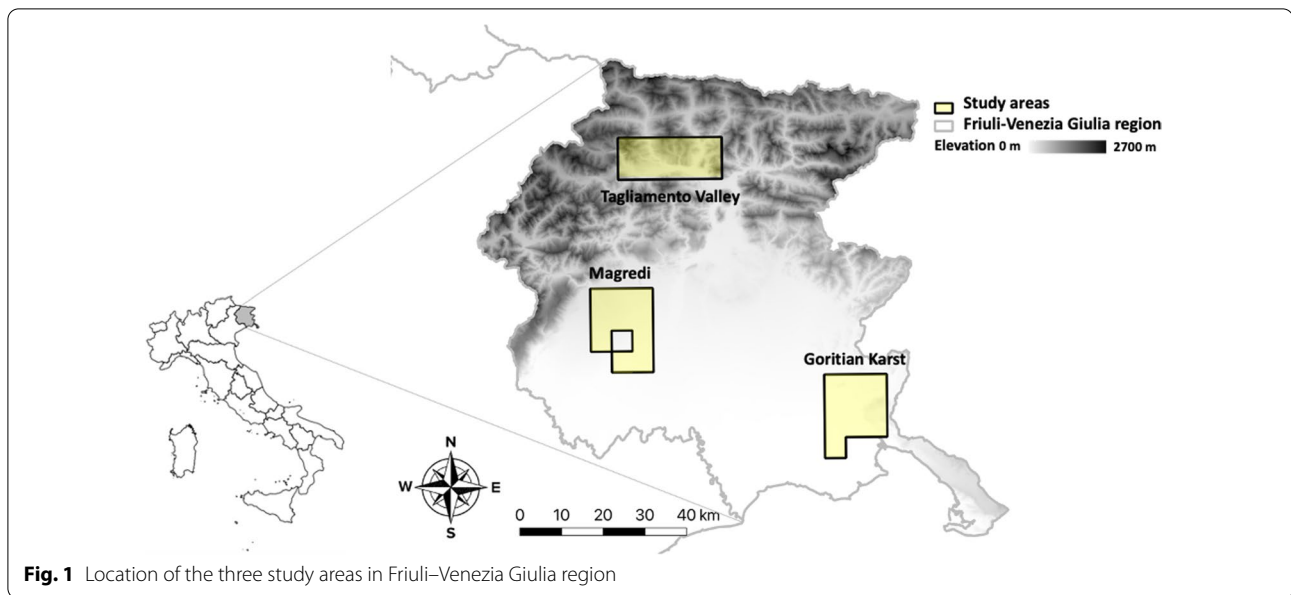 Study areas
Friuli-Venezia Giulia region
Elevation 0 m 2700 m
Tagliamento Valley
Magredi
Goritian Karst
N
W E
S
0 10 20 30 40 km
Fig. 1 Location of the three study areas in Friuli–Venezia Giulia region